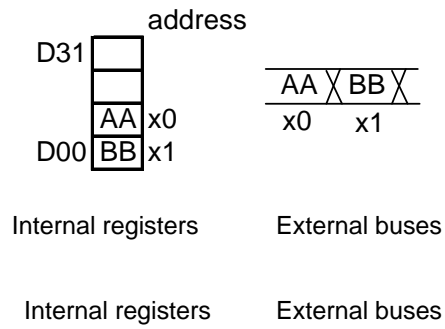 address
D31
AA x0
D00 BB x1
AA BB
x0 x1
Internal registers External buses
Internal registers External buses